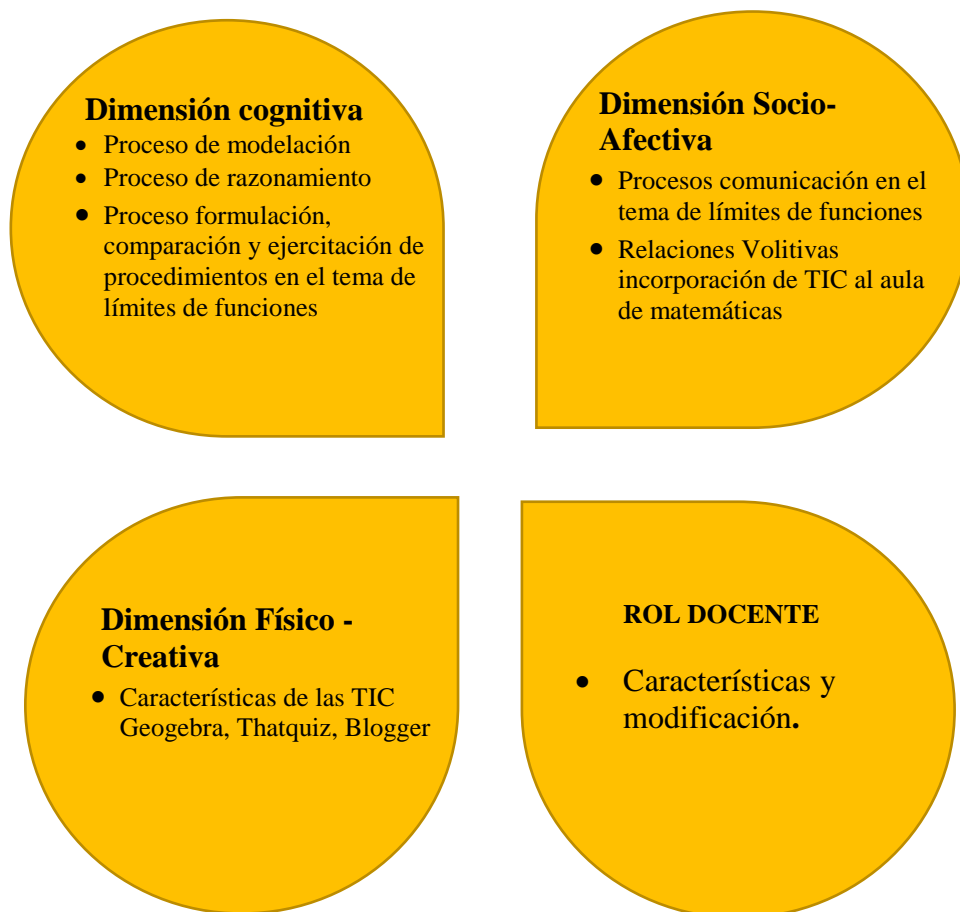 Dimensión cognitiva
• Proceso de modelación
• Proceso de razonamiento
• Proceso formulación,
comparación y ejercitación de
procedimientos en el tema de
límites de funciones
Dimensión Socio-
Afectiva
• Procesos comunicación en el
tema de límites de funciones
• Relaciones Volitivas
incorporación de TIC al aula
de matemáticas
Dimensión Físico -
Creativa
• Características de las TIC
Geogebra, Thatquiz, Blogger
ROL DOCENTE
• Características y
modificación.